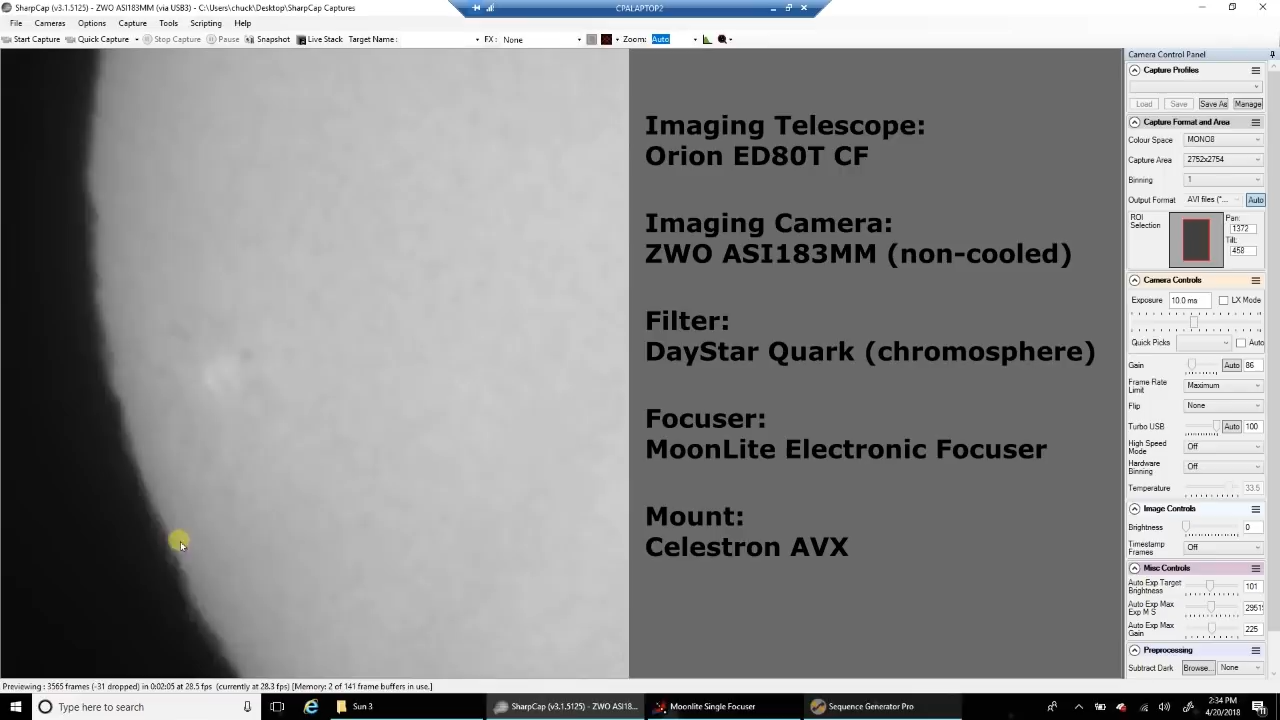 SharpCap (v3.1.5125) - ZWO ASI183MM (via USB3) - C:\Users\chuck\Desktop\SharpCap Captures
CPALAPTOP2
File Cameras Options Capture Tools Scripting Help
Start Capture Quick Capture Stop Capture Pause Snapshot Live Stack Target Name: FX: None Zoom: Auto
Imaging Telescope:
Orion ED80T CF
Imaging Camera:
ZWO ASI183MM (non-cooled)
Filter:
DayStar Quark (chromosphere)
Focuser:
MoonLite Electronic Focuser
Mount:
Celestron AVX
Camera Control Panel
Capture Profiles
Load Save Save As Manage
Capture Format and Area
Colour Space MONO8
Capture Area 2752x2754
Binning 1
Output Format AVI files (*... Auto
ROI Selection
Pan:
1372
Tilt:
458
Camera Controls
Exposure 10.0 ms LX Mode
Quick Picks Auto
Gain Auto 86
Frame Rate Limit Maximum
Flip None
Turbo USB Auto 100
High Speed Mode Off
Hardware Binning Off
Temperature 33.5
Image Controls
Brightness 0
Timestamp Frames Off
Misc Controls
Auto Exp Target Brightness 101
Auto Exp Max Exp M S 2951
Auto Exp Max Gain 225
Preprocessing
Subtract Dark Browse... None
Previewing : 3565 frames (-31 dropped) in 0:02:05 at 28.5 fps (currently at 28.3 fps) [Memory: 2 of 141 frame buffers in use.]
Type here to search
Sun 3
SharpCap (v3.1.5125) - ZWO ASI18...
Moonlite Single Focuser
Sequence Generator Pro
2:34 PM
4/20/2018